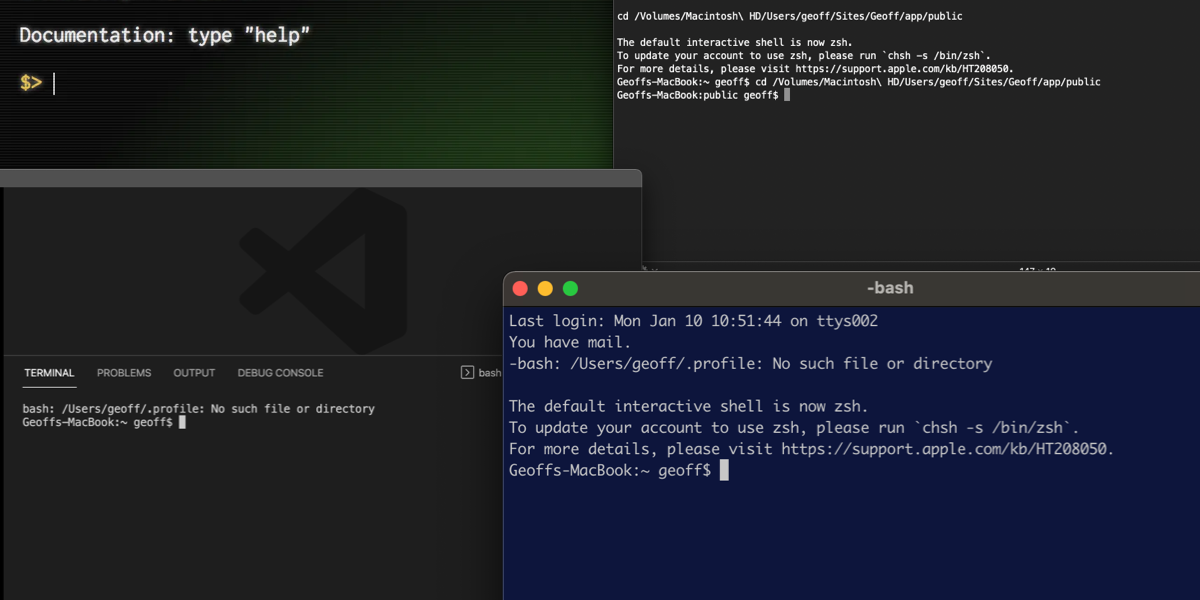 Documentation: type "help"
$>
cd /Volumes/Macintosh\ HD/Users/geoff/Sites/Geoff/app/public
The default interactive shell is now zsh.
To update your account to use zsh, please run `chsh -s /bin/zsh`.
For more details, please visit https://support.apple.com/kb/HT208050.
Geoffs-MacBook:~ geoff$ cd /Volumes/Macintosh\ HD/Users/geoff/Sites/Geoff/app/public
Geoffs-MacBook:public geoff$
TERMINAL PROBLEMS OUTPUT DEBUG CONSOLE bash
bash: /Users/geoff/.profile: No such file or directory
Geoffs-MacBook:~ geoff$
-bash
Last login: Mon Jan 10 10:51:44 on ttys002
You have mail.
-bash: /Users/geoff/.profile: No such file or directory
The default interactive shell is now zsh.
To update your account to use zsh, please run `chsh -s /bin/zsh`.
For more details, please visit https://support.apple.com/kb/HT208050.
Geoffs-MacBook:~ geoff$